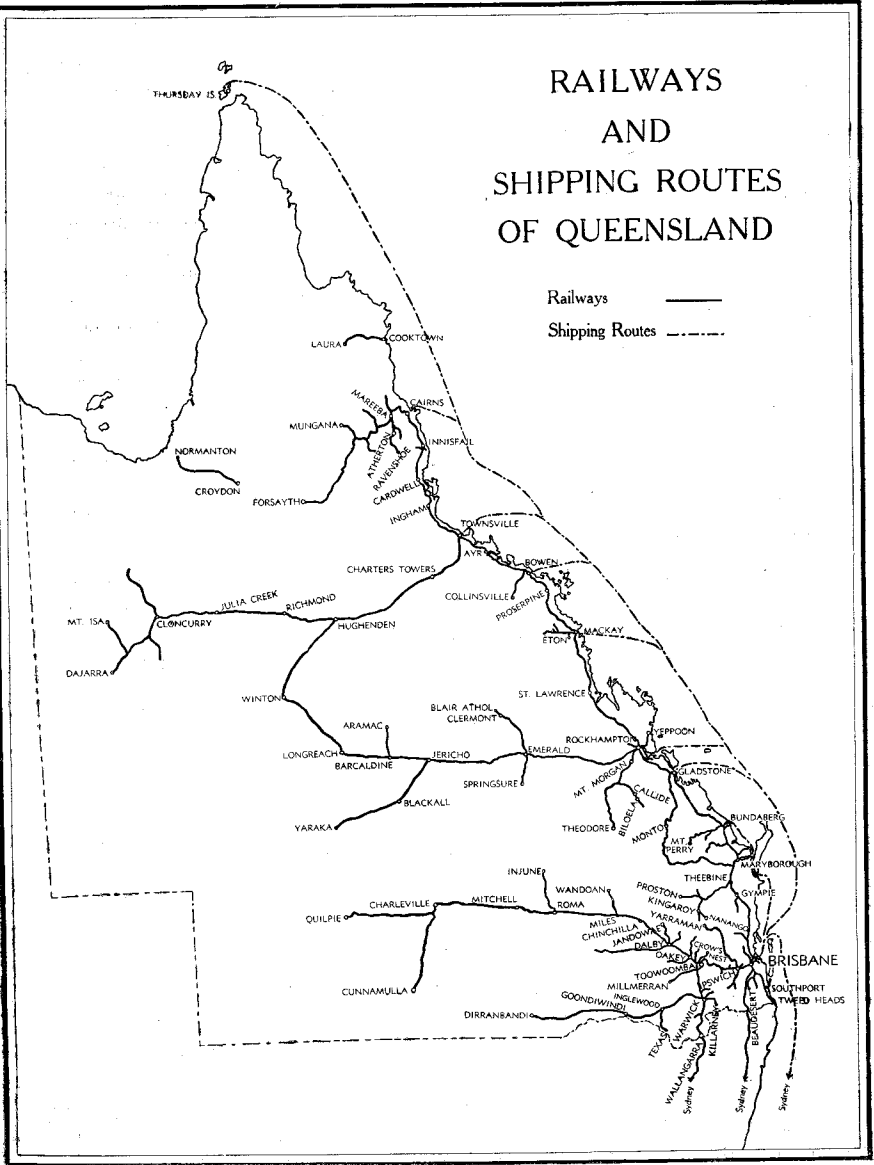 RAILWAYS
AND
SHIPPING ROUTES
OF QUEENSLAND
Railways
Shipping Routes
THURSDAY IS.
LAURA
COOKTOWN
MAREEBA
CAIRNS
MUNGANA
ATHERTON
RAVENSHOE
INNISFAIL
NORMANTON
CROYDON
FORSAYTH
CARDWELL
INGHAM
TOWNSVILLE
AYR
BOWEN
CHARTERS TOWERS
COLLINSVILLE
PROSERPINE
JULIA CREEK
RICHMOND
MT. ISA
CLONCURRY
HUGHENDEN
ETON
MACKAY
DAJARRA
WINTON
ST. LAWRENCE
BLAIR ATHOL
CLERMONT
ARAMAC
YEPPOON
ROCKHAMPTON
LONGREACH
BARCALDINE
JERICHO
EMERALD
SPRINGSURE
MT. MORGAN
GLADSTONE
CALLIDE
BLACKALL
BILOELA
YARAKA
THEODORE
MONTO
BUNDABERG
MT.
PERRY
MARYBOROUGH
THEEBINE
INJUNE
WANDOAN
PROSTON
GYMPIE
KINGAROY
NANANGO
CHARLEVILLE
MITCHELL
ROMA
QUILPIE
MILES
YARRAMAN
CHINCHILLA
JANDOWAE
DALBY
CROW'S
NEST
OAKEY
BRISBANE
TOOWOOMBA
IPSWICH
CUNNAMULLA
MILLMERRAN
SOUTHPORT
TWEED HEADS
INGLEWOOD
GOONDIWINDI
DIRRANBANDI
TEXAS
WARWICK
KILLARNEY
BEAUDESERT
WALLANGARRA
Sydney
Sydney
Sydney